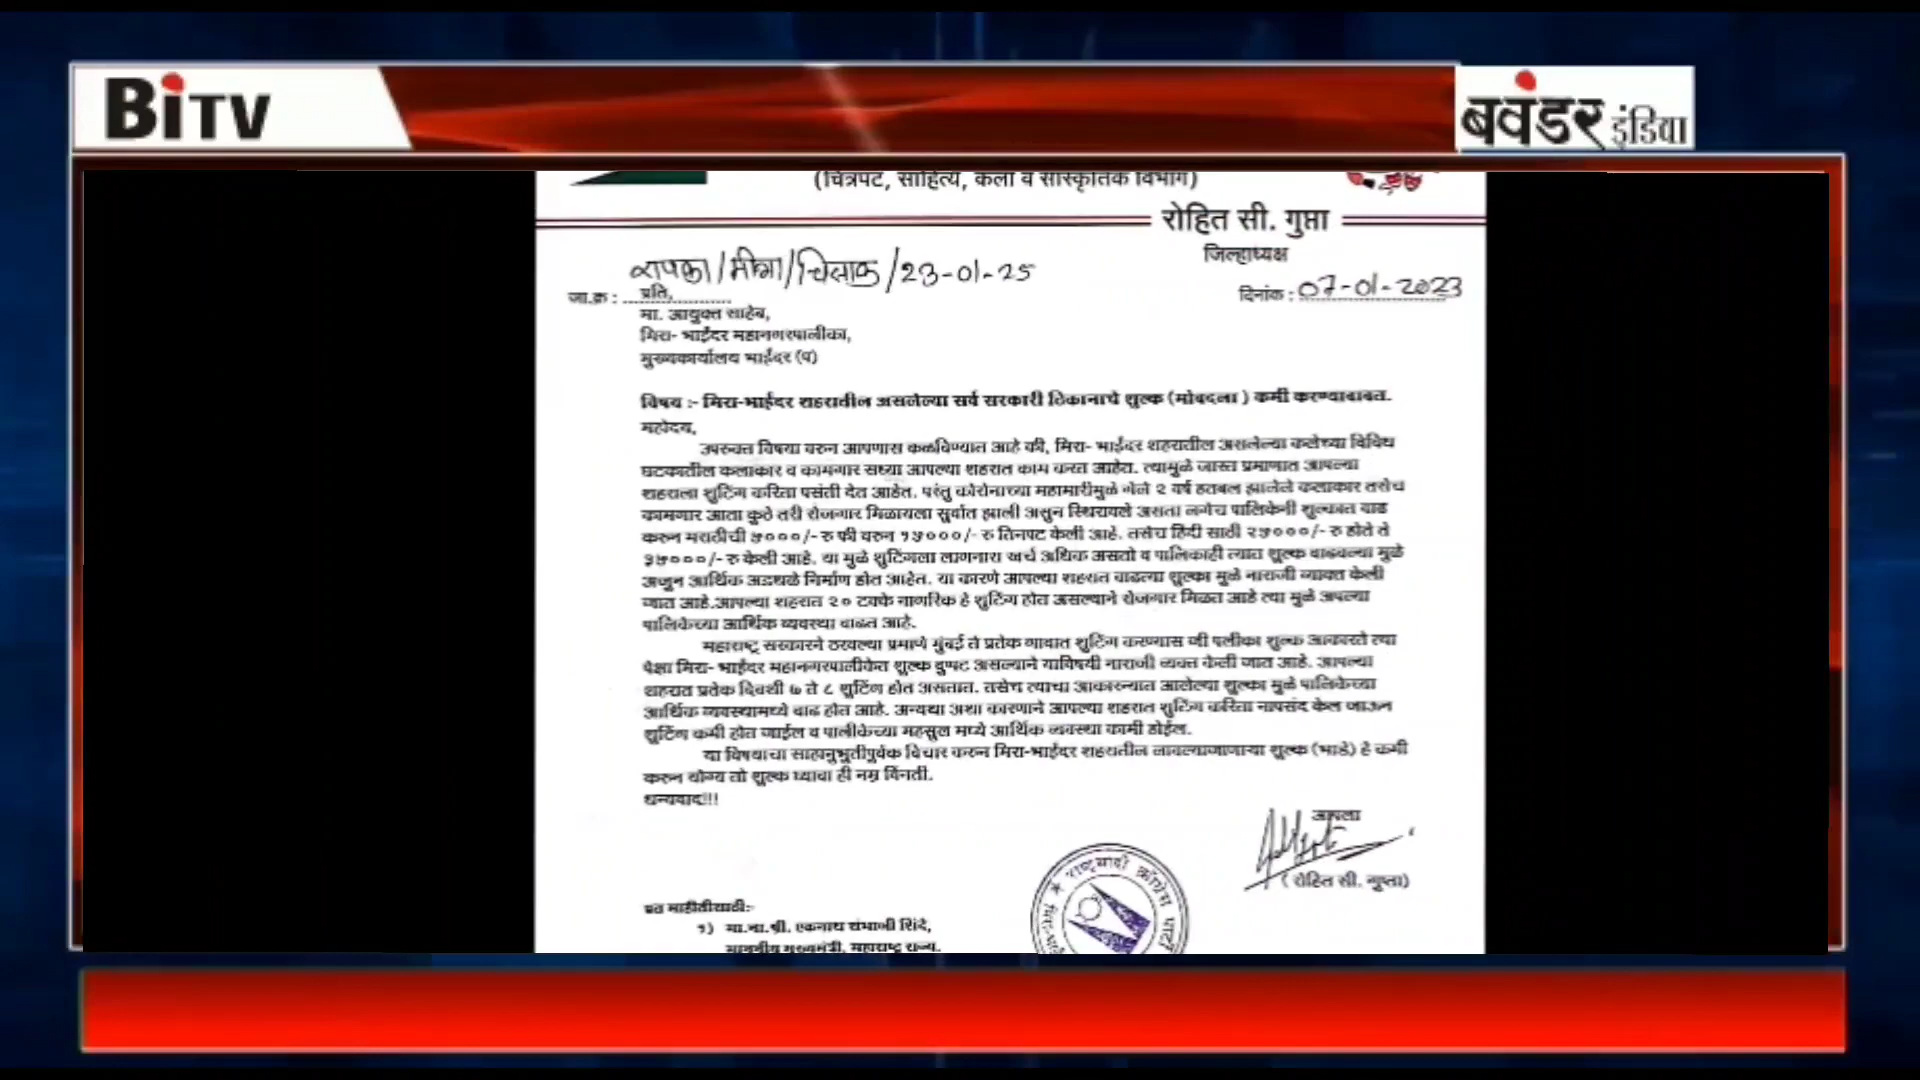 BiTV
बवंडर इंडिया
(चित्रपट, साहित्य, कला व सांस्कृतिक विभाग)
रोहित सी. गुप्ता
जिल्हाध्यक्ष
/मीभा/चिसाक/23-01-25
जा.क्र :
दिनांक : 07-01-2023
प्रति,
मा. आयुक्त साहेब,
मिरा- भाईंदर महानगरपालीका,
मुख्यकार्यालय भाईंदर (प)
विषय :- मिरा-भाईंदर शहरातील असलेल्या सर्व सरकारी ठिकानाचे शुल्क (मोबदला ) कमी करण्याबाबत.
महोदय,
उपरुक्त विषया वरुन आपणास कळविण्यात आहे की, मिरा- भाईंदर शहरातील असलेल्या कलेच्या विविध
घटकातील कलाकार व कामगार सध्या आपल्या शहरात काम करत आहेत. त्यामुळे जास्त प्रमाणात आपल्या
शहराला शुटिंग करिता पसंती देत आहेत. परंतु कोरोनाच्या महामारीमुळे गेले २ वर्ष हतबल झालेले कलाकार तसेच
कामगार आता कुठे तरी रोजगार मिळायला सुर्वात झाली असुन स्थिरावले असता लगेच पालिकेनी शुल्कात वाढ
करुन मराठीची ५०००/- रु फी वरुन १५०००/- रु तिनपट केली आहे. तसेच हिंदी साठी २५०००/- रु होते ते
३५०००/- रु केली आहे. या मुळे शुटिंगला लागनारा खर्च अधिक असतो व पालिकाही त्यात शुल्क वाढवल्या मुळे
अजुन आर्थिक अडथळे निर्माण होत आहेत. या कारणे आपल्या शहरात वाढत्या शुल्का मुळे नाराजी व्यक्त केली
जात आहे.आपल्या शहरात २० टक्के नागरिक हे शुटिंग होत असल्याने रोजगार मिळत आहे त्या मुळे अपल्या
पालिकेच्या आर्थिक व्यवस्था वाढत आहे.
महाराष्ट्र सरकारने ठरवल्या प्रमाणे मुंबई ते प्रतेक गावात शुटिंग करण्यास जी पलीका शुल्क आकारते त्या
पेक्षा मिरा- भाईंदर महानगरपालीकेत शुल्क दुप्पट असल्याने याविषयी नाराजी व्यक्त केली जात आहे. आपल्या
शहरात प्रतेक दिवशी ७ ते ८ शुटिंग होत असतात. तसेच त्याचा आकारन्यात आलेल्या शुल्का मुळे पालिकेच्या
आर्थिक व्यवस्थामध्ये वाढ होत आहे. अन्यथा अशा कारणाने आपल्या शहरात शुटिंग करिता नापसंद केल जाऊन
शुटिंग कमी होत जाईल व पालीकेच्या महसुल मध्ये आर्थिक व्यवस्था कामी होईल.
या विषयाचा साहानुभुतीपुर्वक विचार करुन मिरा-भाईंदर शहरातील लावल्याजाणाऱ्या शुल्क (भाडे) हे कमी
करुन योग्य तो शुल्क घ्यावा ही नम्र विनंती.
धन्यवाद!!!
आपला
(रोहित सी. गुप्ता)
राष्ट्रवादी काँग्रेस पार्टी
प्रत माहीतीसाठी:-
१) मा.ना.श्री. एकनाथ संभाजी शिंदे,
माननीय मुख्यमंत्री, महाराष्ट्र राज्य.